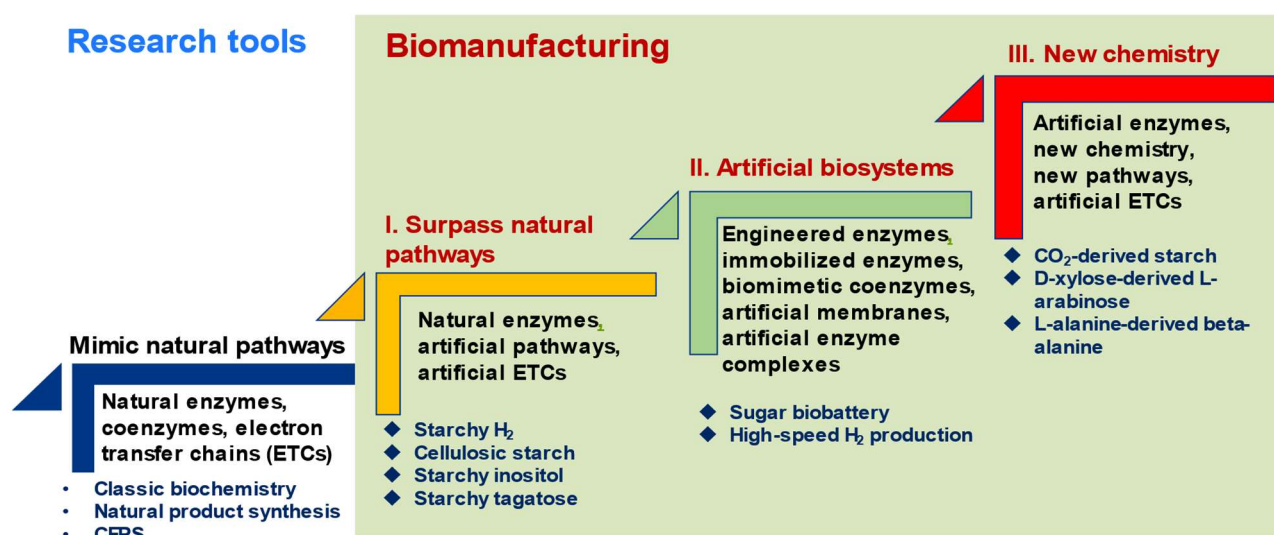 Research tools
Biomanufacturing
Mimic natural pathways
Natural enzymes,
coenzymes, electron
transfer chains (ETCs)
• Classic biochemistry
• Natural product synthesis
I. Surpass natural
pathways
Natural enzymes,
artificial pathways,
artificial ETCs
◆ Starchy H₂
◆ Cellulosic starch
◆ Starchy inositol
◆ Starchy tagatose
II. Artificial biosystems
Engineered enzymes,
immobilized enzymes,
biomimetic coenzymes,
artificial membranes,
artificial enzyme
complexes
◆ Sugar biobattery
◆ High-speed H₂ production
III. New chemistry
Artificial enzymes,
new chemistry,
new pathways,
artificial ETCs
◆ CO₂-derived starch
◆ D-xylose-derived L-
arabinose
◆ L-alanine-derived beta-
alanine